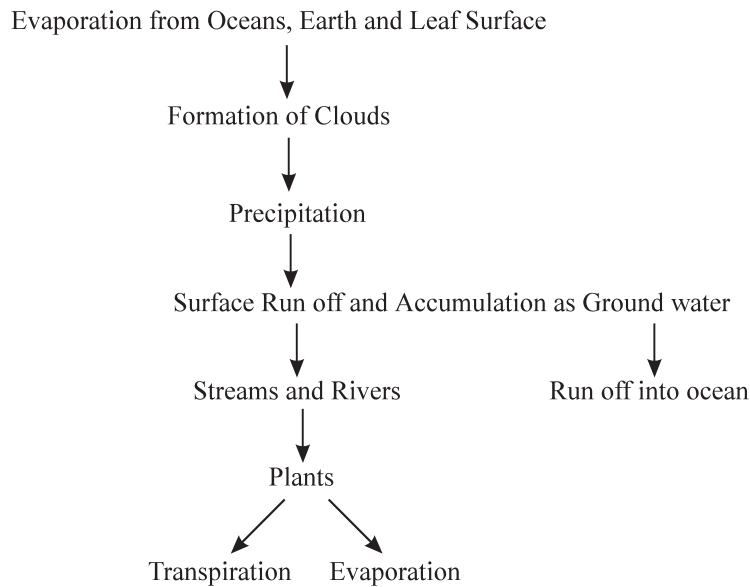 Evaporation from Oceans, Earth and Leaf Surface
Formation of Clouds
Precipitation
Surface Run off and Accumulation as Ground water
Streams and Rivers
Run off into ocean
Plants
Transpiration
Evaporation